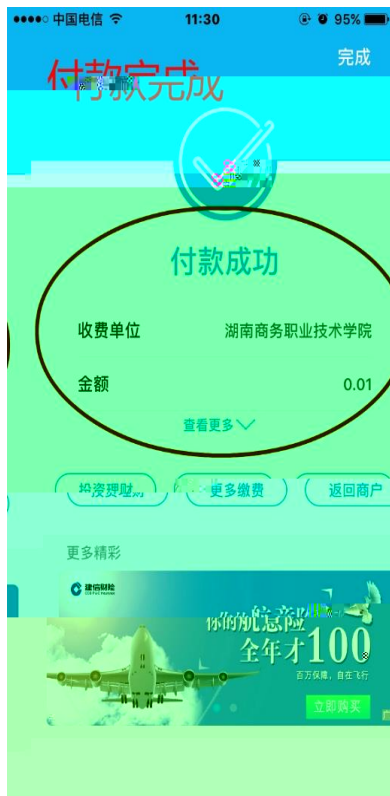 中国电信 11:30 95%
完成
付款完成
付款成功
收费单位 湖南商务职业技术学院
金额 0.01
查看更多
投资理财 更多缴费 返回商户
更多精彩
建信财险
你的航意险
全年才100
百万保障，自在飞行
立即购买